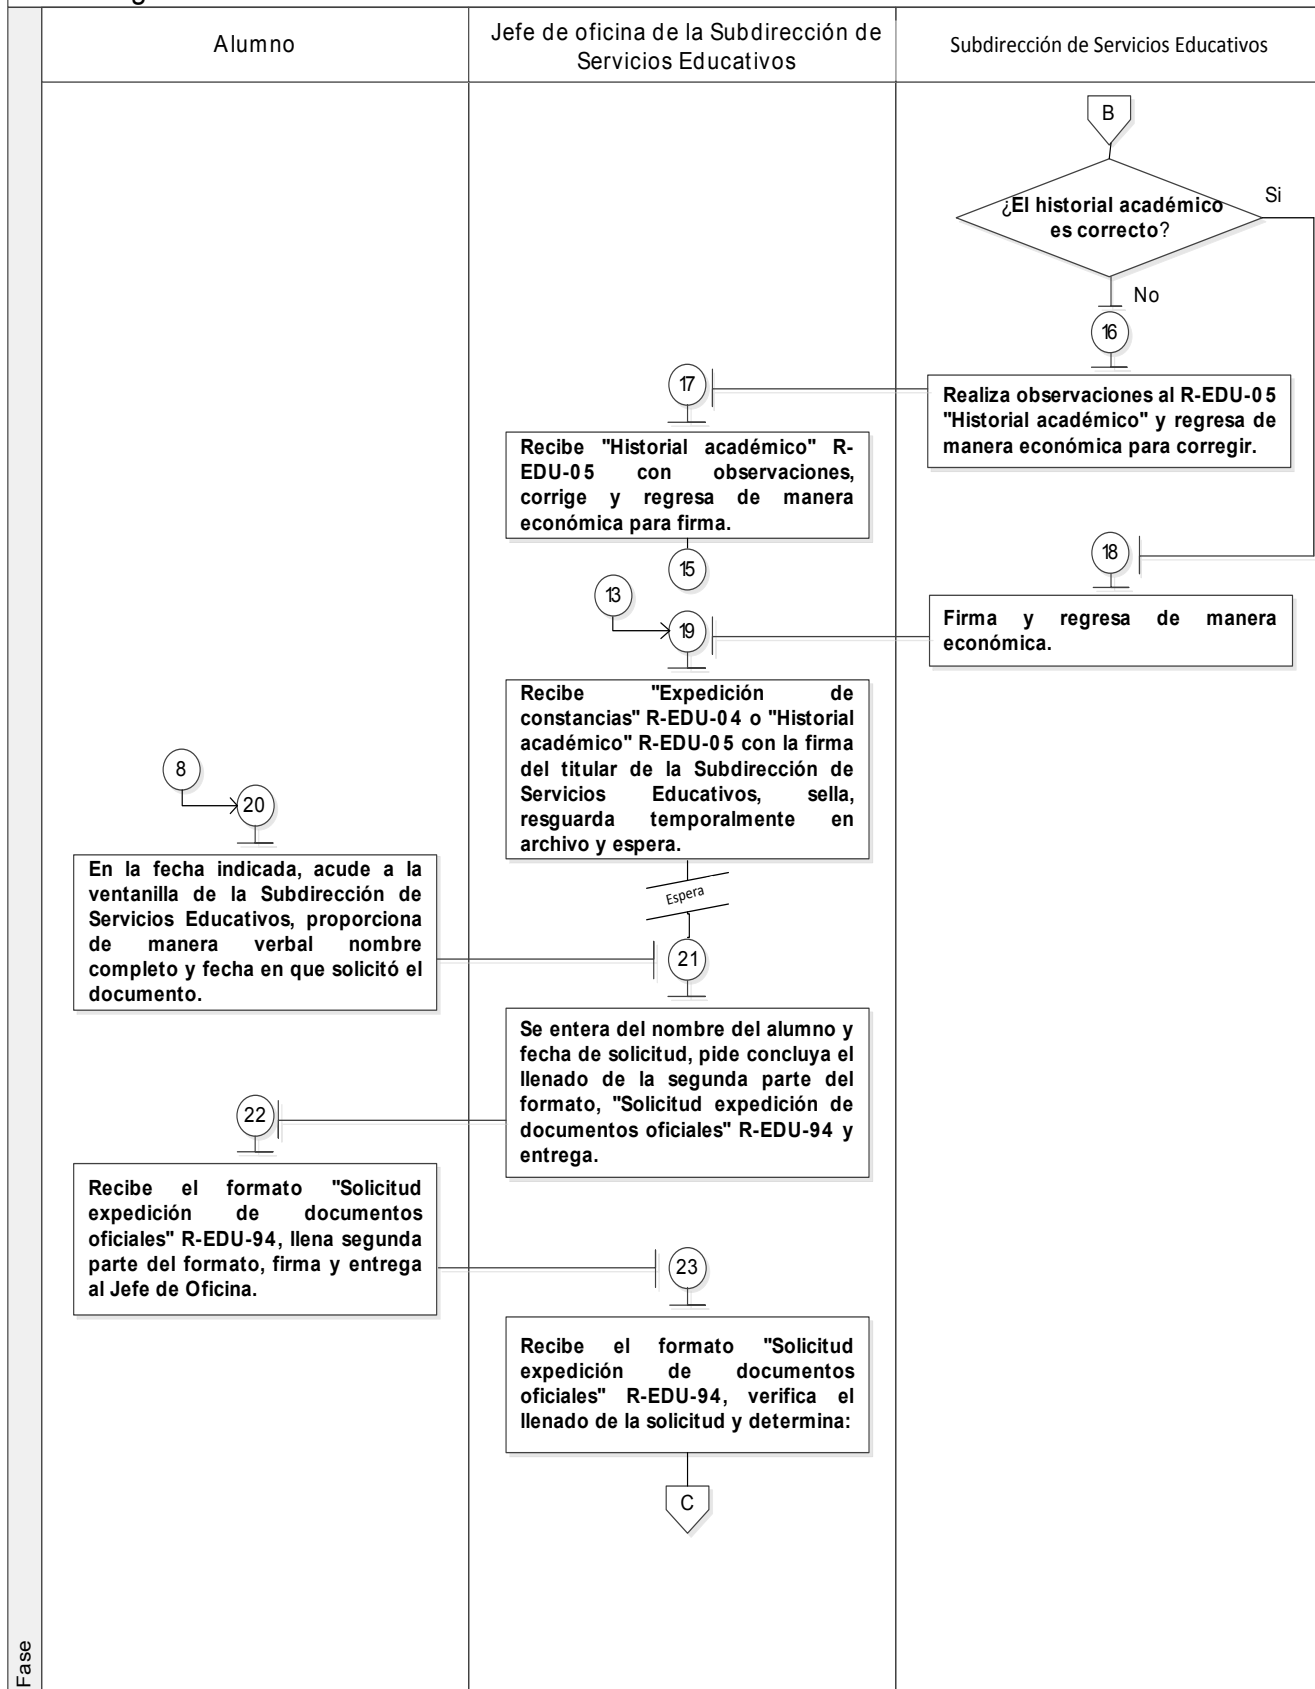 Alumno
Jefe de oficina de la Subdirección de
Servicios Educativos
Subdirección de Servicios Educativos
B
¿El historial académico
es correcto?
Si
No
16
Realiza observaciones al R-EDU-05
"Historial académico" y regresa de
manera económica para corregir.
17
Recibe "Historial académico" R-
EDU-05 con observaciones,
corrige y regresa de manera
económica para firma.
15
18
Firma y regresa de manera
económica.
13
19
Recibe "Expedición de
constancias" R-EDU-04 o "Historial
académico" R-EDU-05 con la firma
del titular de la Subdirección de
Servicios Educativos, sella,
resguarda temporalmente en
archivo y espera.
Espera
8
20
En la fecha indicada, acude a la
ventanilla de la Subdirección de
Servicios Educativos, proporciona
de manera verbal nombre
completo y fecha en que solicitó el
documento.
21
Se entera del nombre del alumno y
fecha de solicitud, pide concluya el
llenado de la segunda parte del
formato, "Solicitud expedición de
documentos oficiales" R-EDU-94 y
entrega.
22
Recibe el formato "Solicitud
expedición de documentos
oficiales" R-EDU-94, llena segunda
parte del formato, firma y entrega
al Jefe de Oficina.
23
Recibe el formato "Solicitud
expedición de documentos
oficiales" R-EDU-94, verifica el
llenado de la solicitud y determina:
C
Fase